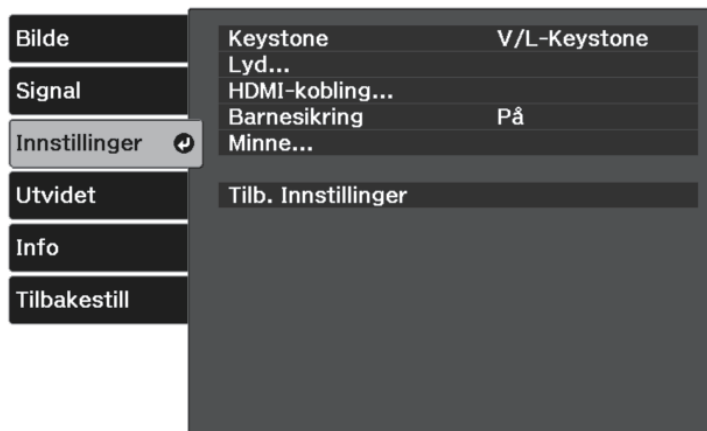 Bilde
Signal
Innstillinger
Utvidet
Info
Tilbakestill
Keystone V/L-Keystone
Lyd...
HDMI-kobling...
Barnesikring På
Minne...
Tilb. Innstillinger